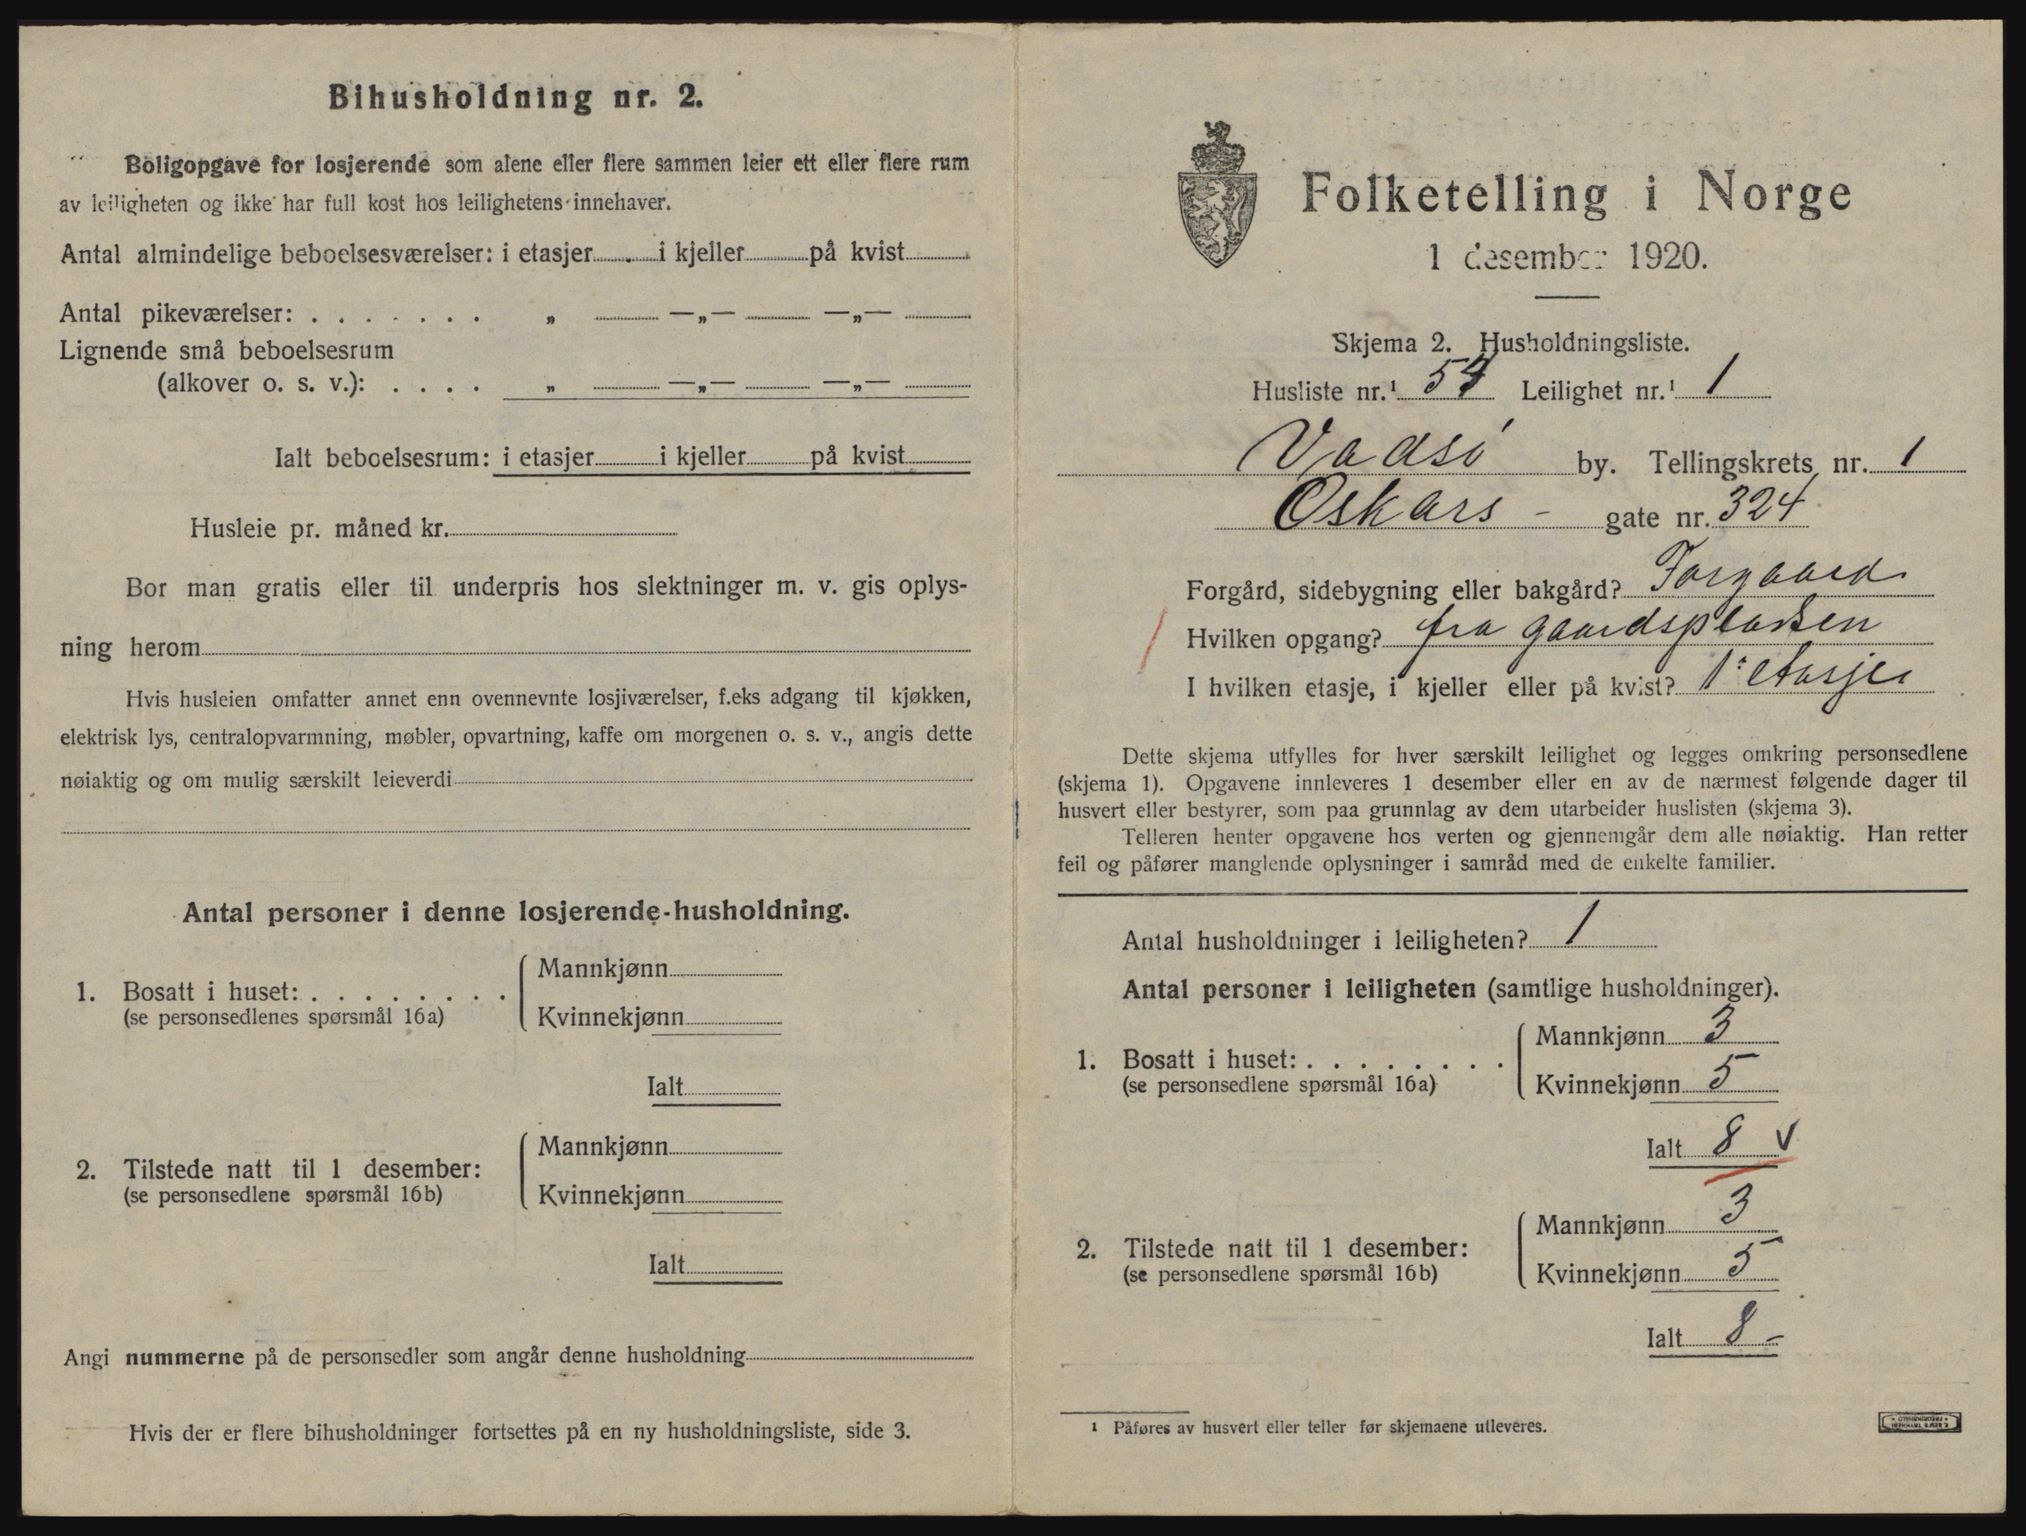 Bihusholdning nr. 2.
Boligopgave for losjerende som alene eller flere sammen leier ett eller flere rum
av leiligheten og ikke har full kost hos leilighetens innehaver.
Antal almindelige beboelsesværelser: i etasjer i kjeller på kvist
Antal pikeværelser: . . . . . . . „ —„— —„—
Lignende små beboelsesrum
(alkover o. s. v.): . . . . „ —„— —„—
Ialt beboelsesrum: i etasjer i kjeller på kvist
Husleie pr. måned kr.
Bor man gratis eller til underpris hos slektninger m. v. gis oplys-
ning herom
Hvis husleien omfatter annet enn ovennevnte losjiværelser, f.eks adgang til kjøkken,
elektrisk lys, centralopvarmning, møbler, opvartning, kaffe om morgenen o. s. v., angis dette
nøiaktig og om mulig særskilt leieverdi
Antal personer i denne losjerende-husholdning.
1. Bosatt i huset: . . . . . . . .
(se personsedlenes spørsmål 16a)
Mannkjønn
Kvinnekjønn
Ialt
2. Tilstede natt til 1 desember:
(se personsedlene spørsmål 16b)
Mannkjønn
Kvinnekjønn
Ialt
Angi nummerne på de personsedler som angår denne husholdning
Hvis der er flere bihusholdninger fortsettes på en ny husholdningsliste, side 3.
Folketelling i Norge
1 desember 1920.
Skjema 2. Husholdningsliste.
Husliste nr.¹ 54 Leilighet nr.¹ 1
Vadsö by. Tellingskrets nr. 1
Oskars - gate nr. 324
Forgård, sidebygning eller bakgård? Forgaard
Hvilken opgang? fra gaardspladsen
I hvilken etasje, i kjeller eller på kvist? 1: etasje
Dette skjema utfylles for hver særskilt leilighet og legges omkring personsedlene
(skjema 1). Opgavene innleveres 1 desember eller en av de nærmest følgende dager til
husvert eller bestyrer, som paa grunnlag av dem utarbeider huslisten (skjema 3).
Telleren henter opgavene hos verten og gjennemgår dem alle nøiaktig. Han retter
feil og påfører manglende oplysninger i samråd med de enkelte familier.
Antal husholdninger i leiligheten? 1
Antal personer i leiligheten (samtlige husholdninger).
1. Bosatt i huset: . . . . . . . .
(se personsedlene spørsmål 16a)
Mannkjønn 3
Kvinnekjønn 5
Ialt 8 v
2. Tilstede natt til 1 desember:
(se personsedlene spørsmål 16b)
Mannkjønn 3
Kvinnekjønn 5
Ialt 8 -
¹ Påføres av husvert eller teller før skjemaene utleveres.